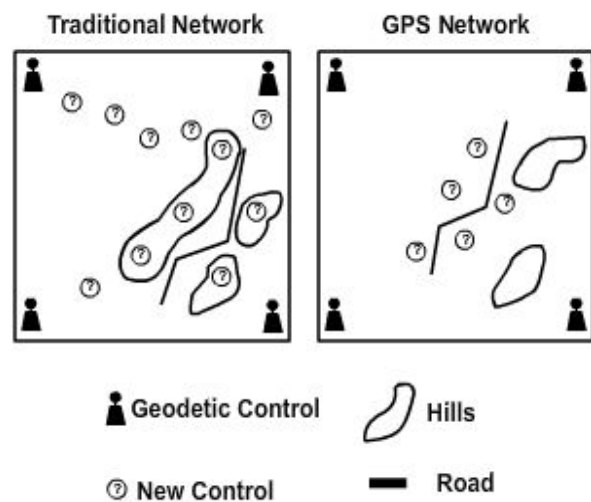 Traditional Network
GPS Network
Geodetic Control
Hills
? New Control
Road